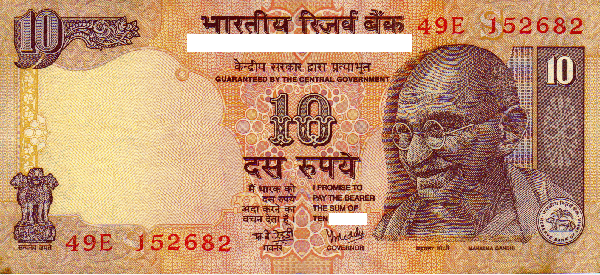 10
भारतीय रिज़र्व बैंक
49E 152682
केन्द्रीय सरकार द्वारा प्रत्याभूत
GUARANTEED BY THE CENTRAL GOVERNMENT
10
10
दस रुपये
मैं धारक को
दस रुपये
अदा करने का
वचन देता हूँ ।
I PROMISE TO
PAY THE BEARER
THE SUM OF
TEN
गवर्नर
GOVERNOR
महात्मा गांधी
MAHATMA GANDHI
सत्यमेव जयते
49E 152682